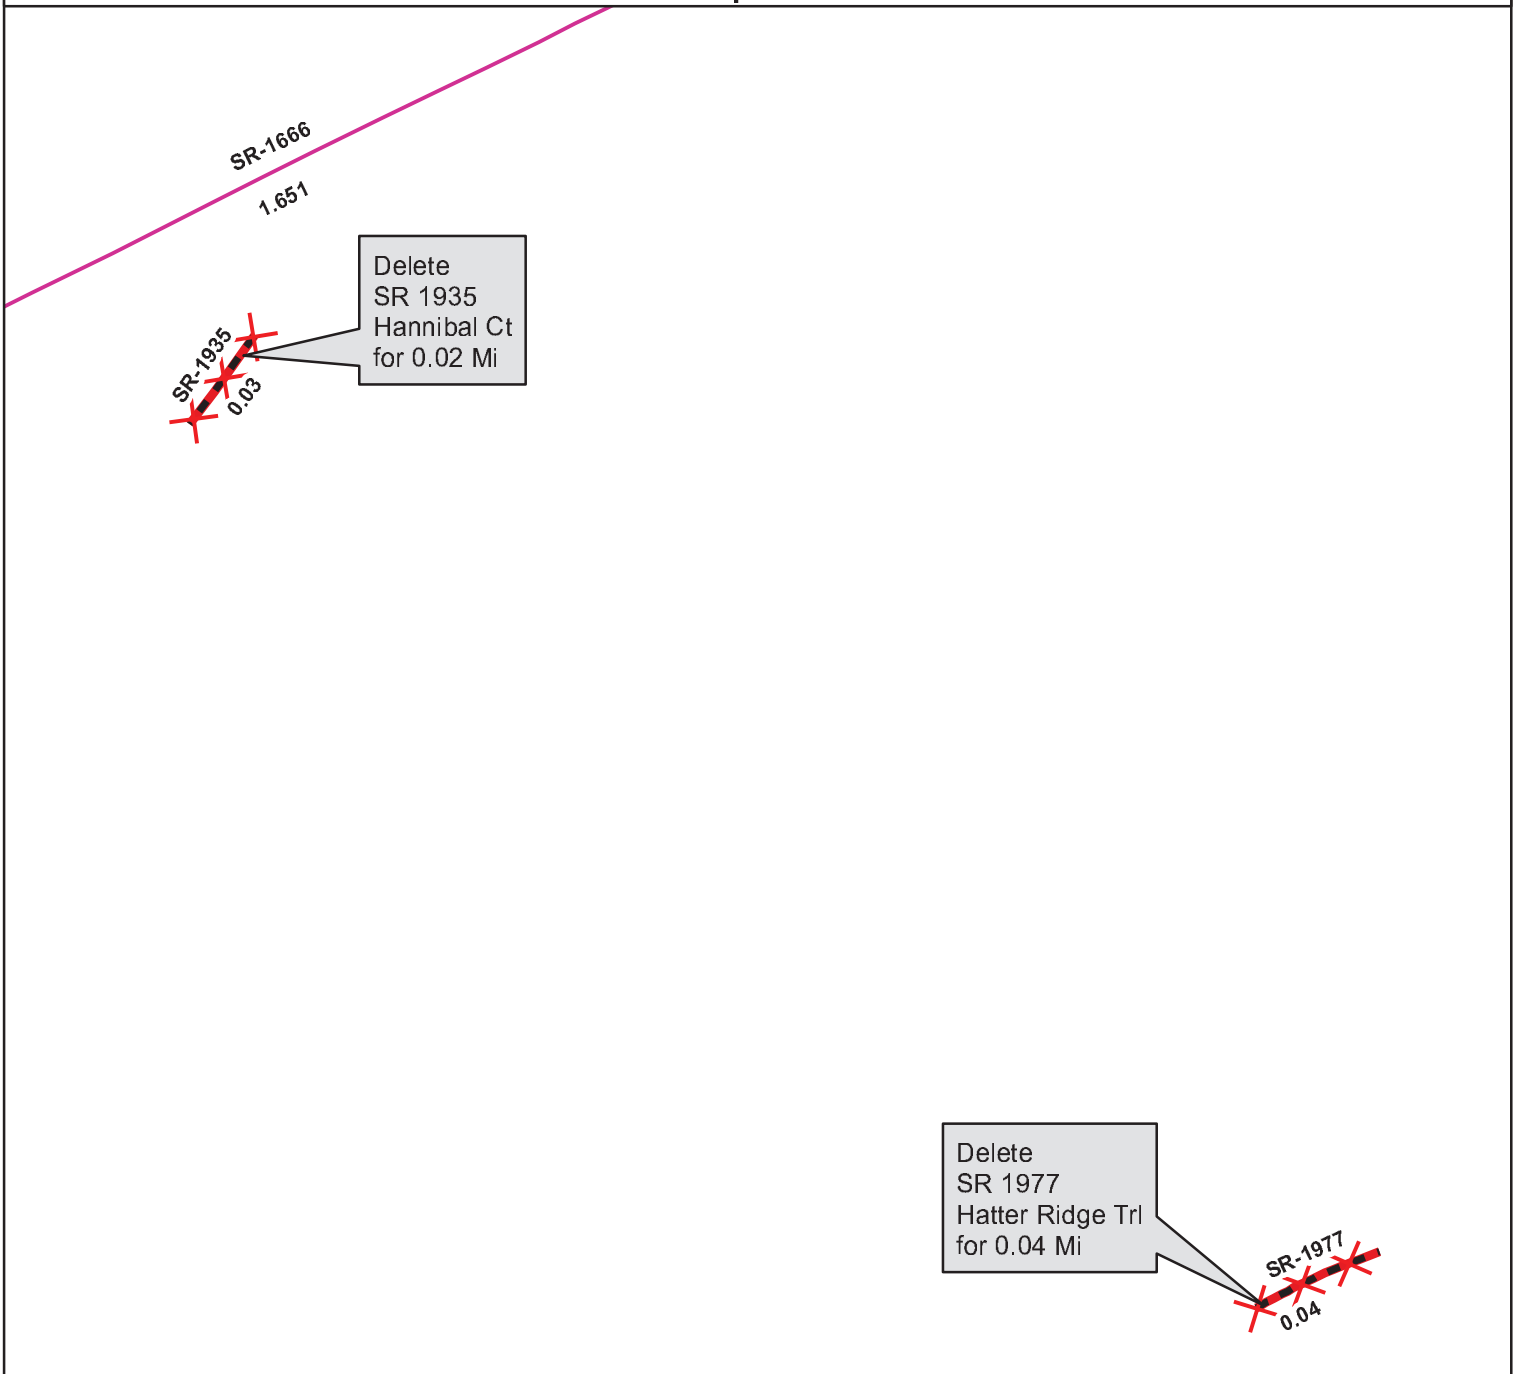 SR-1666
1.651
Delete
SR 1935
Hannibal Ct
for 0.02 Mi
SR-1935
0.03
Delete
SR 1977
Hatter Ridge Trl
for 0.04 Mi
SR-1977
0.04